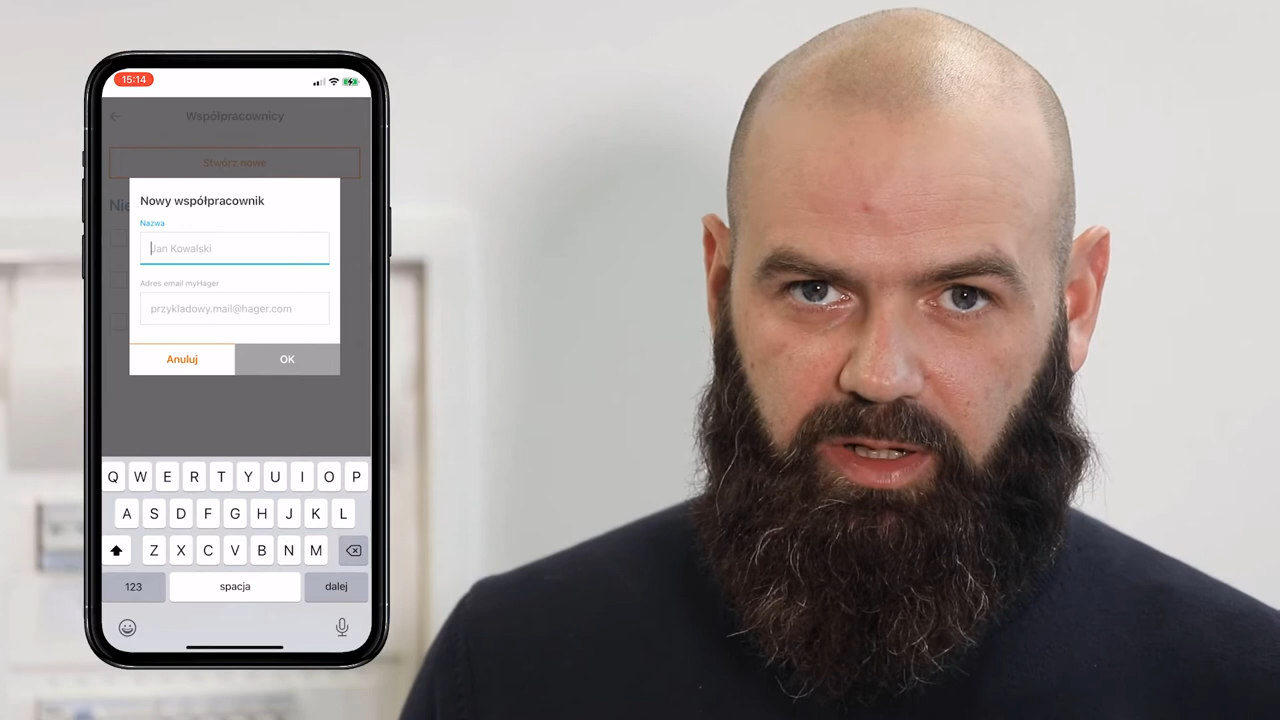 15:14
Współpracownicy
Stwórz nowe
Nie
Nowy współpracownik
Nazwa
Jan Kowalski
Adres email myHager
przykladowy.mail@hager.com
Anuluj
OK
Q W E R T Y U I O P
A S D F G H J K L
Z X C V B N M
123
spacja
dalej